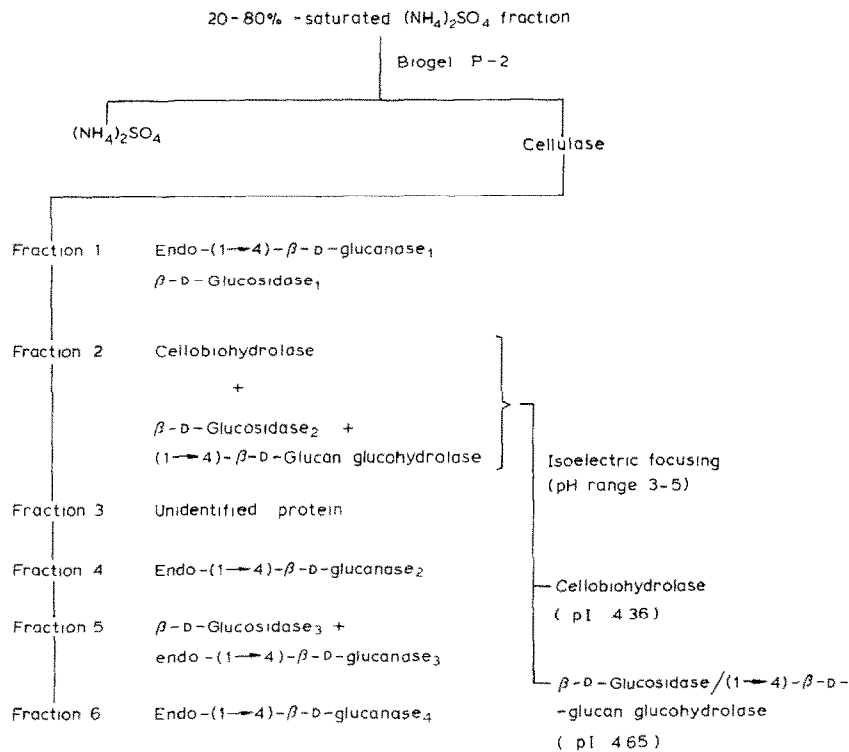 20-80% -saturated (NH₄)₂SO₄ fraction
Biogel P-2
(NH₄)₂SO₄
Cellulase
Fraction 1 Endo-(1→4)-β-D-glucanase₁
β-D-Glucosidase₁
Fraction 2 Cellobiohydrolase
+
β-D-Glucosidase₂ +
(1→4)-β-D-Glucan glucohydrolase
Isoelectric focusing
(pH range 3-5)
Fraction 3 Unidentified protein
Fraction 4 Endo-(1→4)-β-D-glucanase₂
Cellobiohydrolase
( pI 4 36)
Fraction 5 β-D-Glucosidase₃ +
endo-(1→4)-β-D-glucanase₃
β-D-Glucosidase/(1→4)-β-D-
-glucan glucohydrolase
( pI 4 65)
Fraction 6 Endo-(1→4)-β-D-glucanase₄